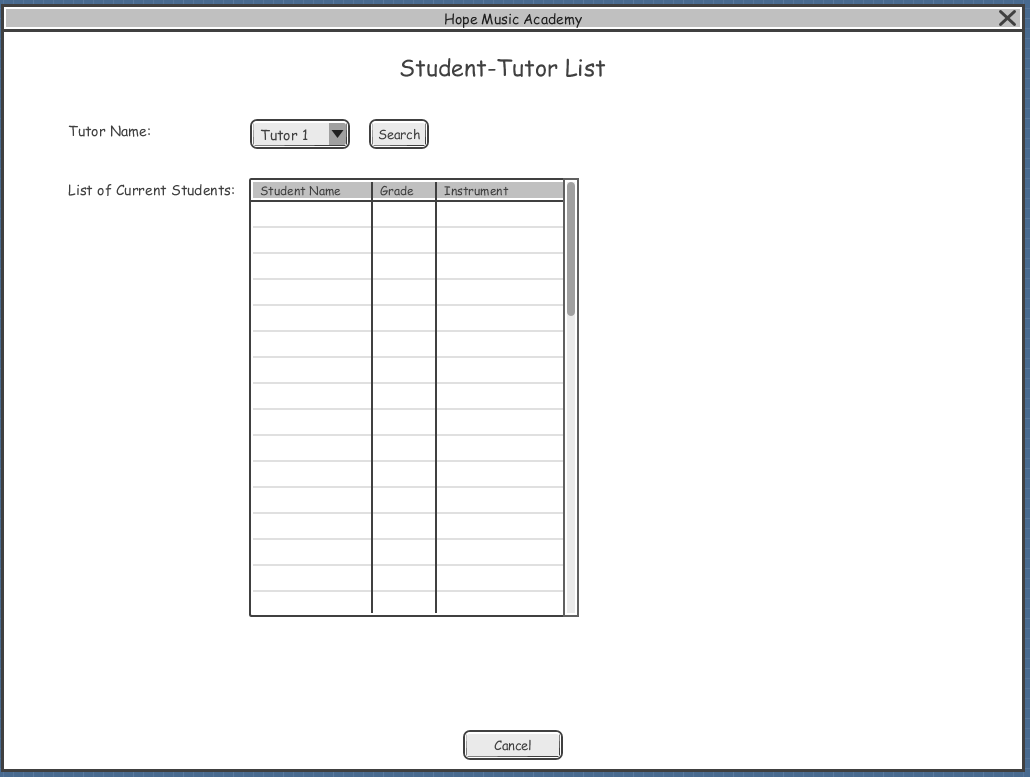 Hope Music Academy
Student-Tutor List
Tutor Name:
Tutor 1
Search
List of Current Students:
Student Name Grade Instrument
Cancel